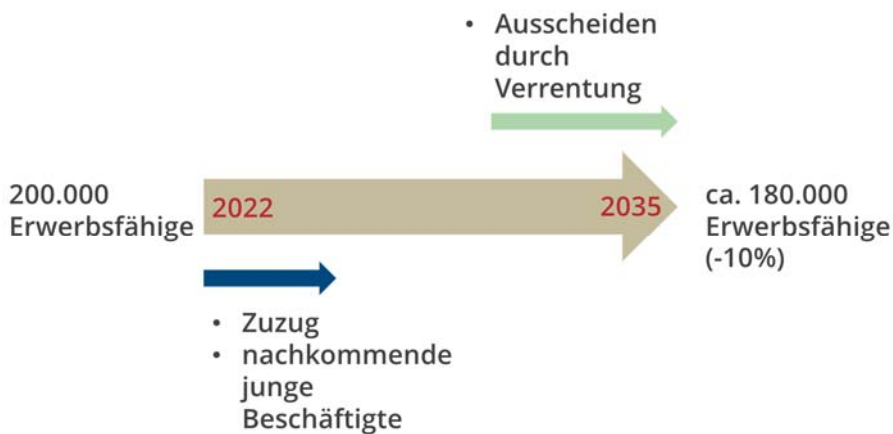 • Ausscheiden
durch
Verrentung
200.000
Erwerbsfähige
2022
2035
ca. 180.000
Erwerbsfähige
(-10%)
• Zuzug
• nachkommende
junge
Beschäftigte